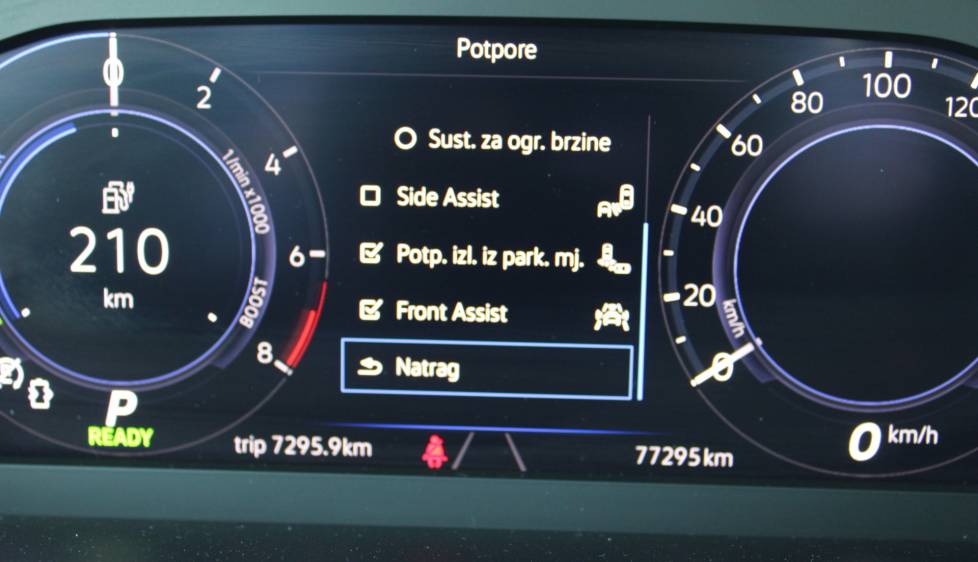 Potpore
Sust. za ogr. brzine
Side Assist
Potp. izl. iz park. mj.
Front Assist
Natrag
0
2
4
6
8
1/min x1000
BOOST
210
km
P
READY
trip 7295.9km
77295km
0
20
40
60
80
100
120
km/h
0 km/h